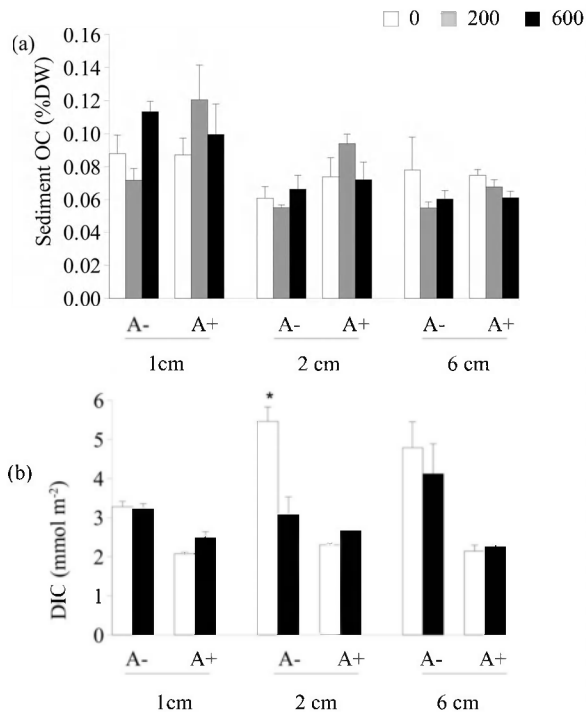 0 200 600
(a)
Sediment OC (%DW)
0.16
0.14
0.12
0.10
0.08
0.06
0.04
0.02
0.00
A- A+ A- A+ A- A+
1cm 2 cm 6 cm
(b)
DIC (mmol m-2)
6
5
4
3
2
1
0
*
A- A+ A- A+ A- A+
1cm 2 cm 6 cm